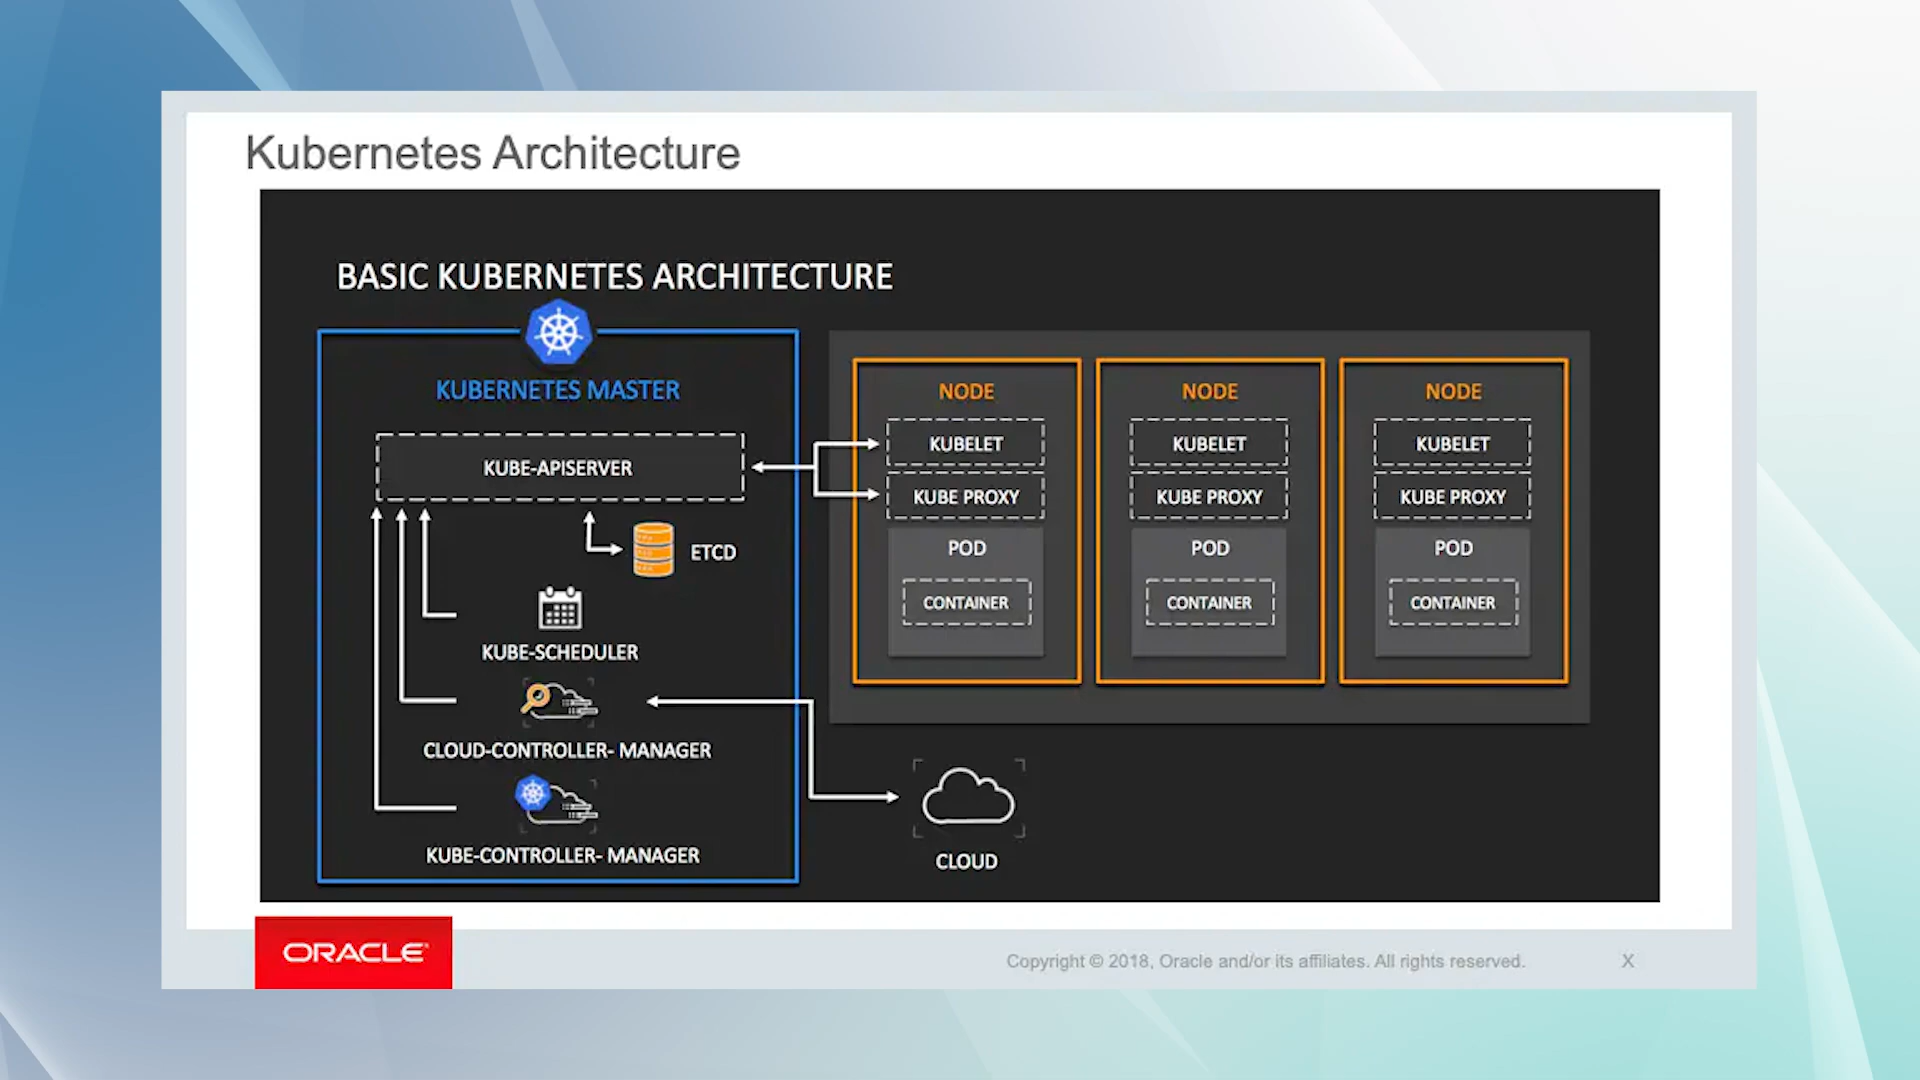 Kubernetes Architecture
BASIC KUBERNETES ARCHITECTURE
KUBERNETES MASTER
KUBE-APISERVER
ETCD
KUBE-SCHEDULER
CLOUD-CONTROLLER- MANAGER
KUBE-CONTROLLER- MANAGER
NODE
KUBELET
KUBE PROXY
POD
CONTAINER
NODE
KUBELET
KUBE PROXY
POD
CONTAINER
NODE
KUBELET
KUBE PROXY
POD
CONTAINER
CLOUD
ORACLE
Copyright © 2018, Oracle and/or its affiliates. All rights reserved.
X